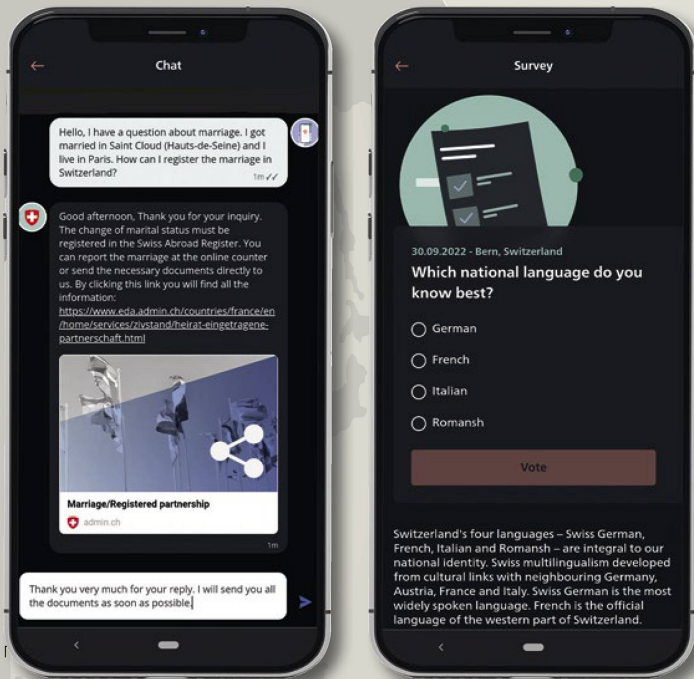 Chat
Hello, I have a question about marriage. I got
married in Saint Cloud (Hauts-de-Seine) and I
live in Paris. How can I register the marriage in
Switzerland?
1m
Good afternoon, Thank you for your inquiry.
The change of marital status must be
registered in the Swiss Abroad Register. You
can report the marriage at the online counter
or send the necessary documents directly to
us. By clicking this link you will find all the
information:
https://www.eda.admin.ch/countries/france/en
/home/services/zivstand/heirat-eingetragene-
partnerschaft.html
Marriage/Registered partnership
admin.ch
1m
Thank you very much for your reply. I will send you all
the documents as soon as possible.
Survey
30.09.2022 - Bern, Switzerland
Which national language do you
know best?
German
French
Italian
Romansh
Vote
Switzerland's four languages – Swiss German,
French, Italian and Romansh – are integral to our
national identity. Swiss multilingualism developed
from cultural links with neighbouring Germany,
Austria, France and Italy. Swiss German is the most
widely spoken language. French is the official
language of the western part of Switzerland.